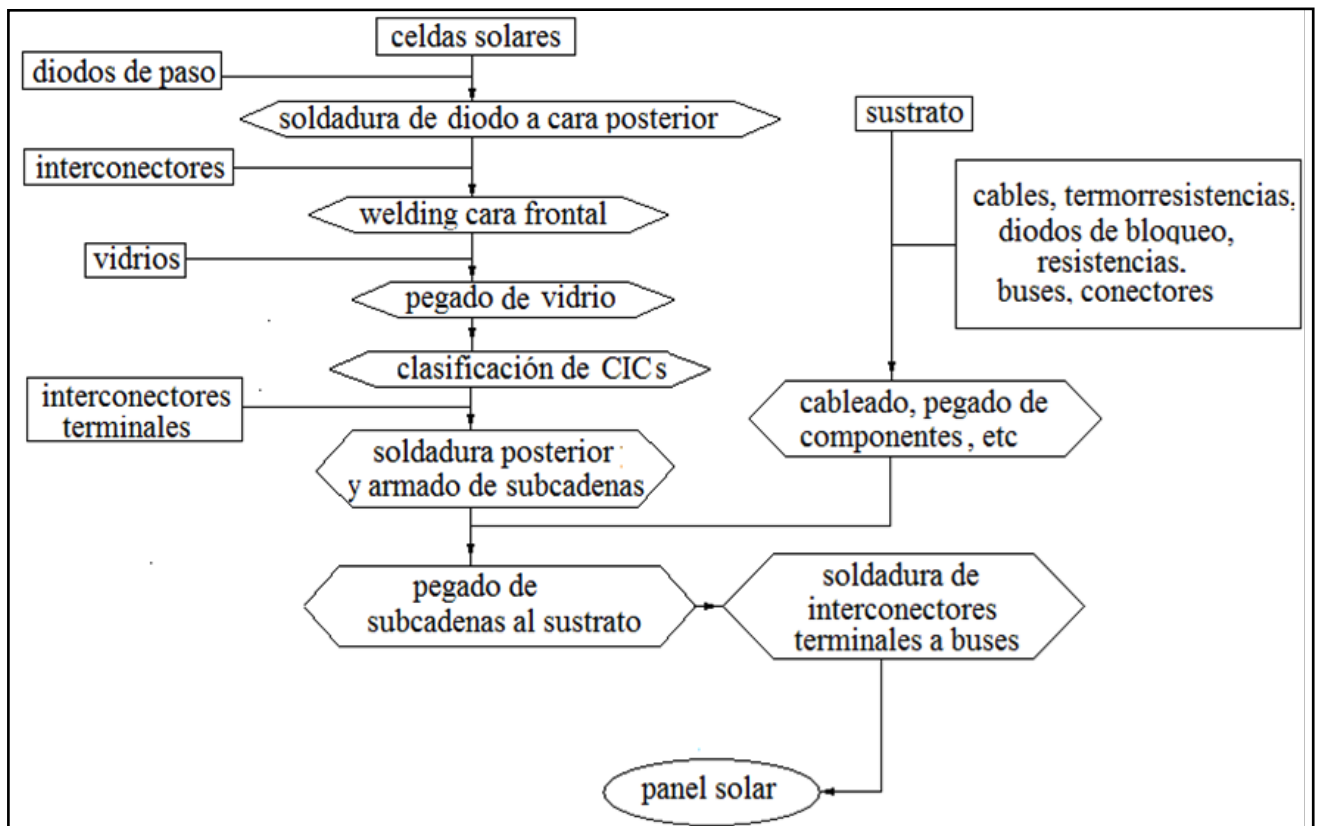 celdas solares
diodos de paso
soldadura de diodo a cara posterior
sustrato
interconectores
cables, termorresistencias,
diodos de bloqueo,
resistencias.
buses, conectores
welding cara frontal
vidrios
pegado de vidrio
clasificación de CICs
interconectores
terminales
cableado, pegado de
componentes, etc
soldadura posterior
y armado de subcadenas
pegado de
subcadenas al sustrato
soldadura de
interconectores
terminales a buses
panel solar